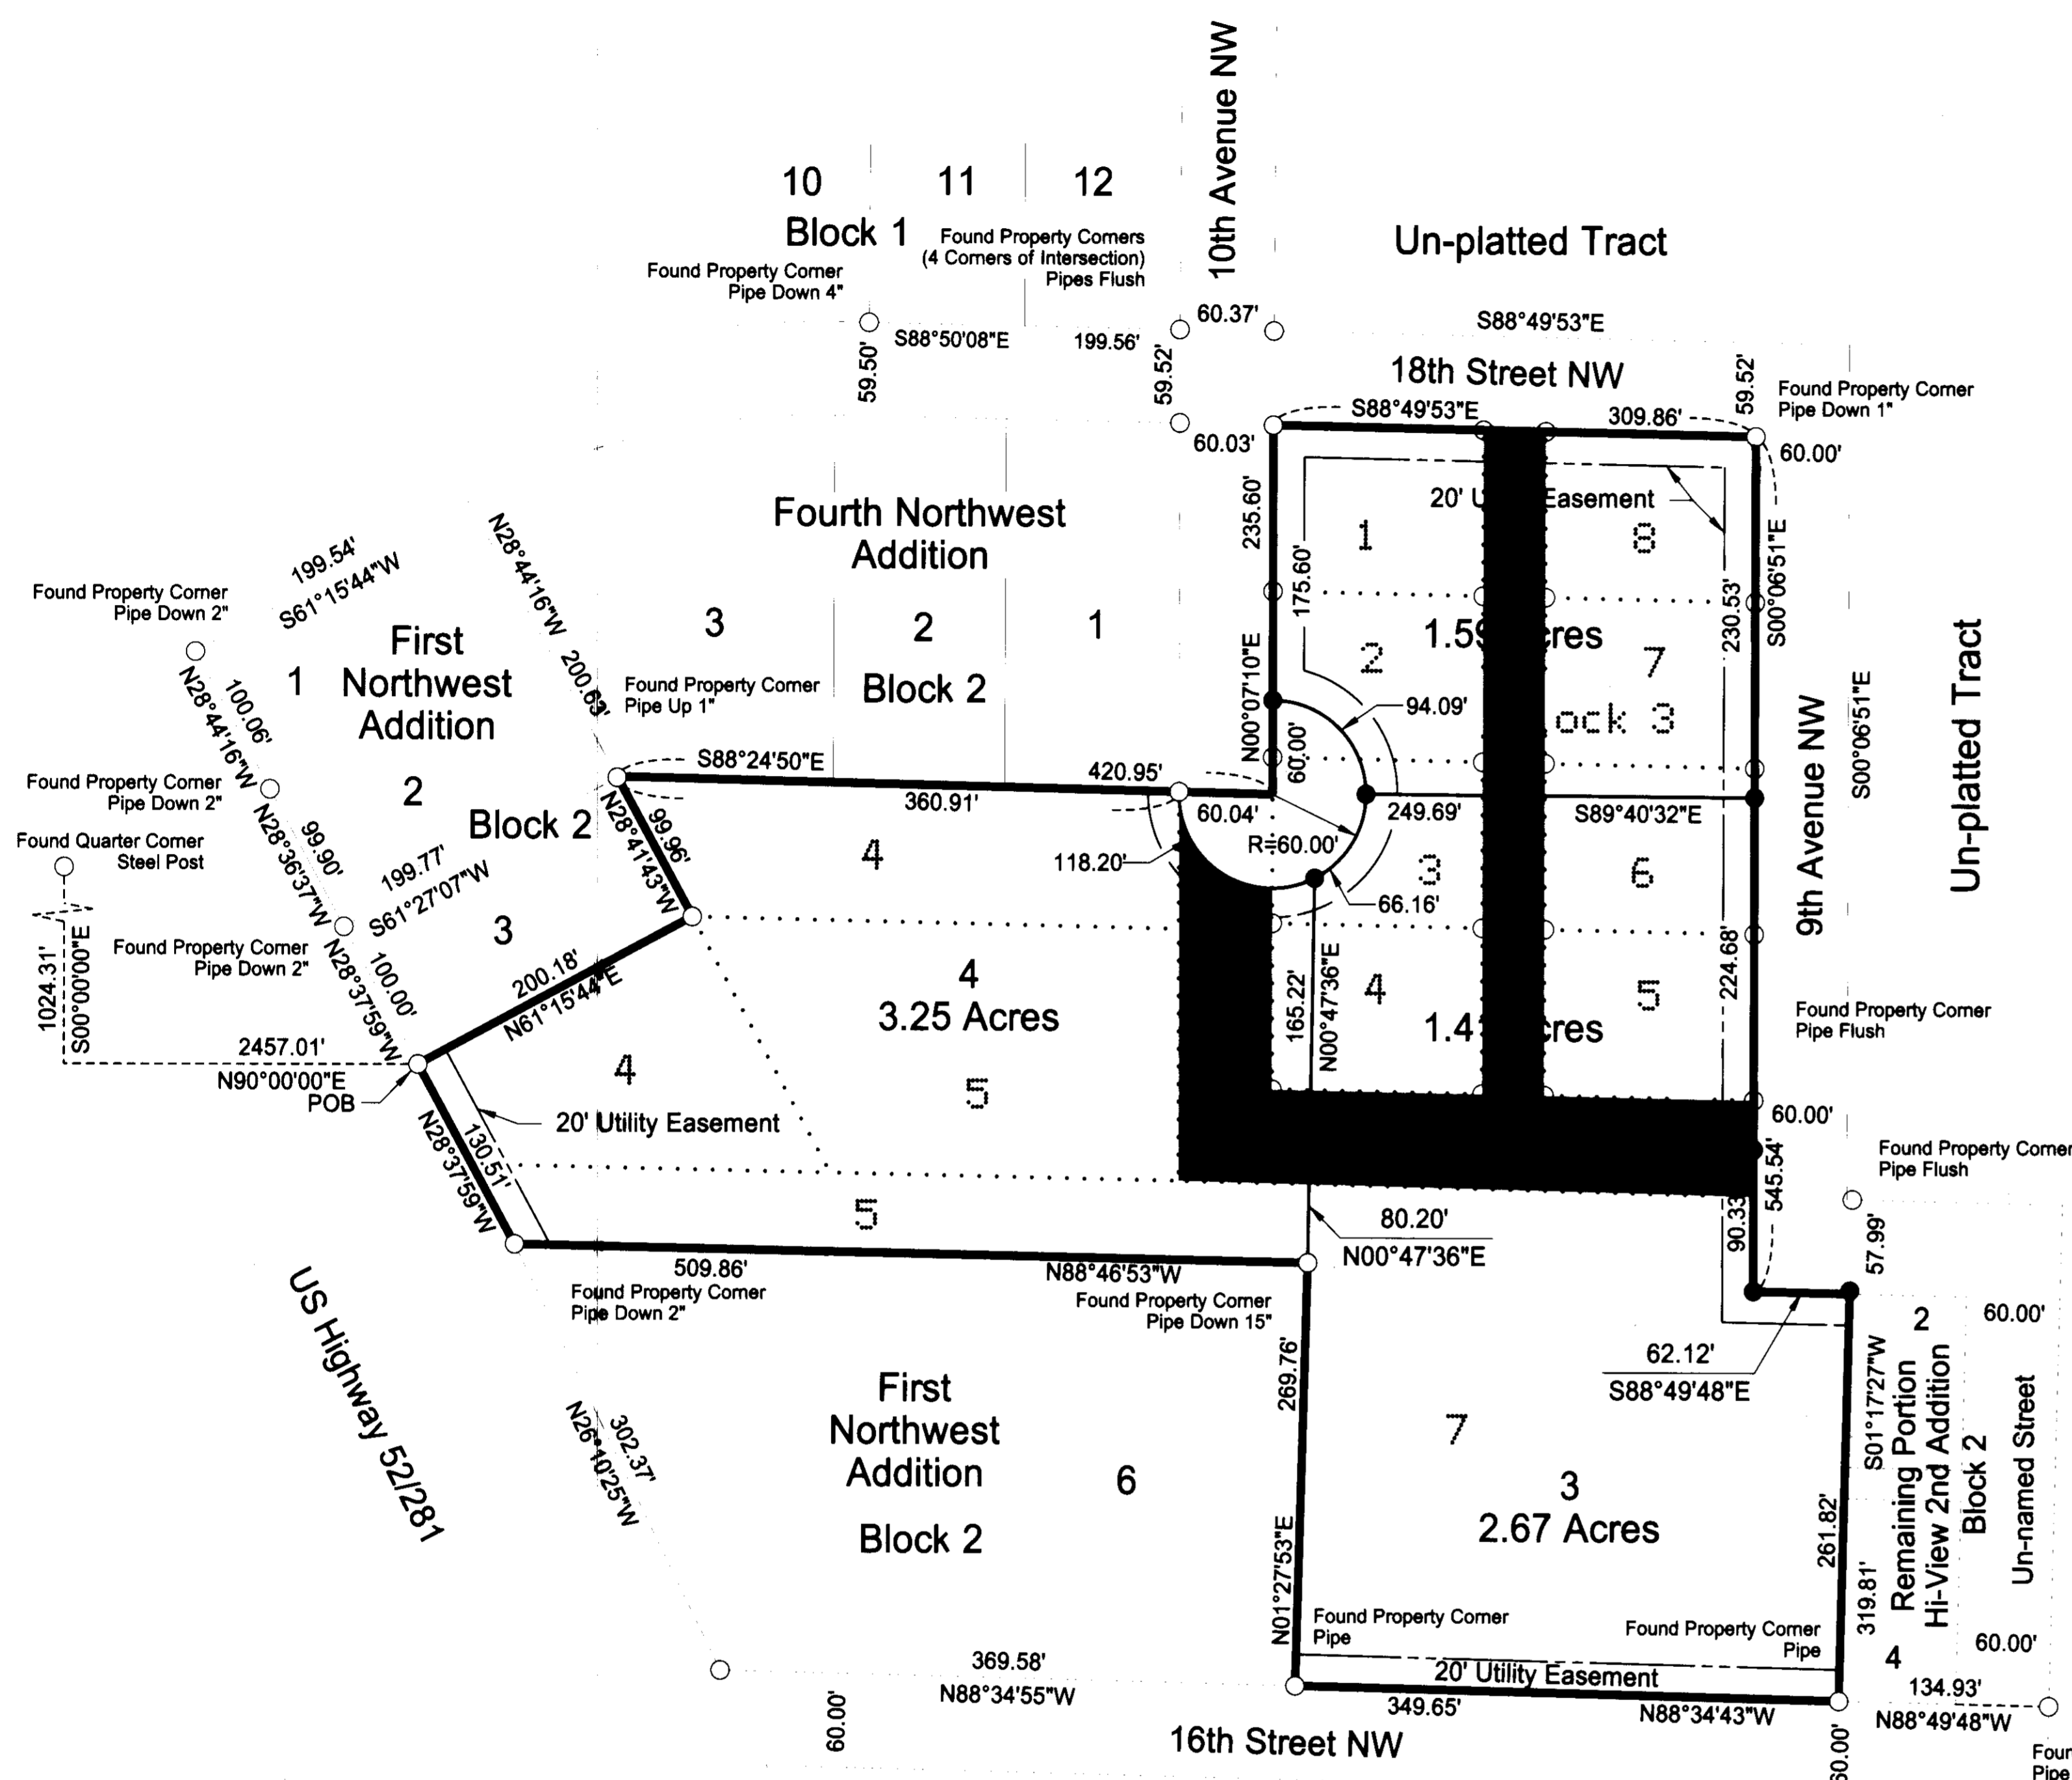 10th Avenue NW
10
11
12
Block 1
Found Property Corners
(4 Corners of Intersection)
Pipes Flush
Found Property Corner
Pipe Down 4"
Un-platted Tract
60.37'
S88°49'53"E
59.50'
S88°50'08"E
199.56'
59.52'
18th Street NW
59.52'
Found Property Corner
Pipe Down 1"
S88°49'53"E
309.86'
60.03'
60.00'
Fourth Northwest
Addition
3
2
1
Block 2
235.60'
175.60'
N00°07'10"E
60.00'
20' U
Easement
1
8
2
7
1.59
cres
ock 3
230.53'
S00°06'51"E
S00°06'51"E
9th Avenue NW
Un-platted Tract
94.09'
199.54'
S61°15'44"W
N28°44'16"W
200.63'
Found Property Corner
Pipe Down 2"
1
First
Northwest
Addition
N28°44'16"W
100.06'
Found Property Corner
Pipe Up 1"
2
Block 2
Found Property Corner
Pipe Down 2"
N28°36'37"W
99.90'
199.77'
S61°27'07"W
Found Quarter Corner
Steel Post
3
Found Property Corner
Pipe Down 2"
N28°37'59"W
100.00'
1024.31'
S00°00'00"E
2457.01'
N90°00'00"E
POB
S88°24'50"E
420.95'
360.91'
60.04'
N28°41'43"W
99.96'
4
118.20'
R=60.00'
249.69'
S89°40'32"E
3
6
66.16'
200.18'
N61°15'44"E
4
3.25 Acres
4
5
165.22'
N00°47'36"E
4
5
1.4
cres
224.68'
Found Property Corner
Pipe Flush
60.00'
20' Utility Easement
N28°37'59"W
130.51'
5
545.54'
90.33'
Found Property Corner
Pipe Flush
57.99'
80.20'
N00°47'36"E
509.86'
N88°46'53"W
Found Property Corner
Pipe Down 2"
Found Property Corner
Pipe Down 15"
US Highway 52/281
62.12'
S88°49'48"E
2
60.00'
S01°17'27"W
Remaining Portion
Hi-View 2nd Addition
Block 2
Un-named Street
269.76'
N01°27'53"E
First
Northwest
Addition
Block 2
6
302.37'
N26°10'25"W
7
3
2.67 Acres
261.82'
319.81'
Found Property Corner
Pipe
Found Property Corner
Pipe
20' Utility Easement
4
60.00'
134.93'
N88°49'48"W
369.58'
N88°34'55"W
60.00'
349.65'
N88°34'43"W
60.00'
16th Street NW
Foun
Pipe